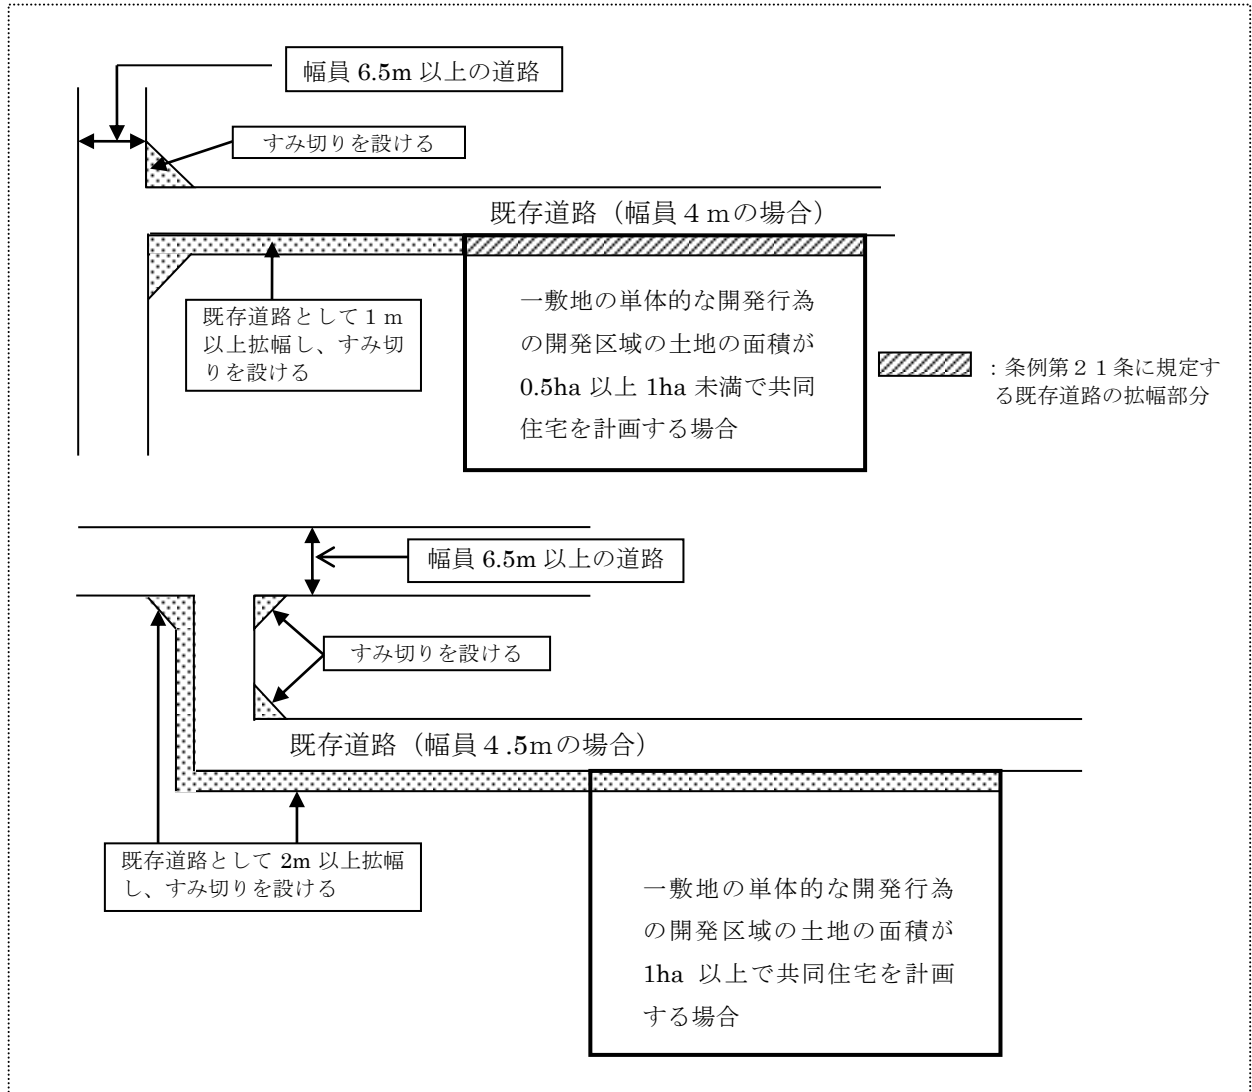 幅員 6.5m 以上の道路
すみ切りを設ける
既存道路（幅員４ｍの場合）
既存道路として１ｍ
以上拡幅し、すみ切
りを設ける
一敷地の単体的な開発行為
の開発区域の土地の面積が
0.5ha 以上 1ha 未満で共同
住宅を計画する場合
：条例第２１条に規定す
る既存道路の拡幅部分
幅員 6.5m 以上の道路
すみ切りを設ける
既存道路（幅員４.5ｍの場合）
既存道路として 2m 以上拡幅
し、すみ切りを設ける
一敷地の単体的な開発行為
の開発区域の土地の面積が
1ha 以上で共同住宅を計画
する場合